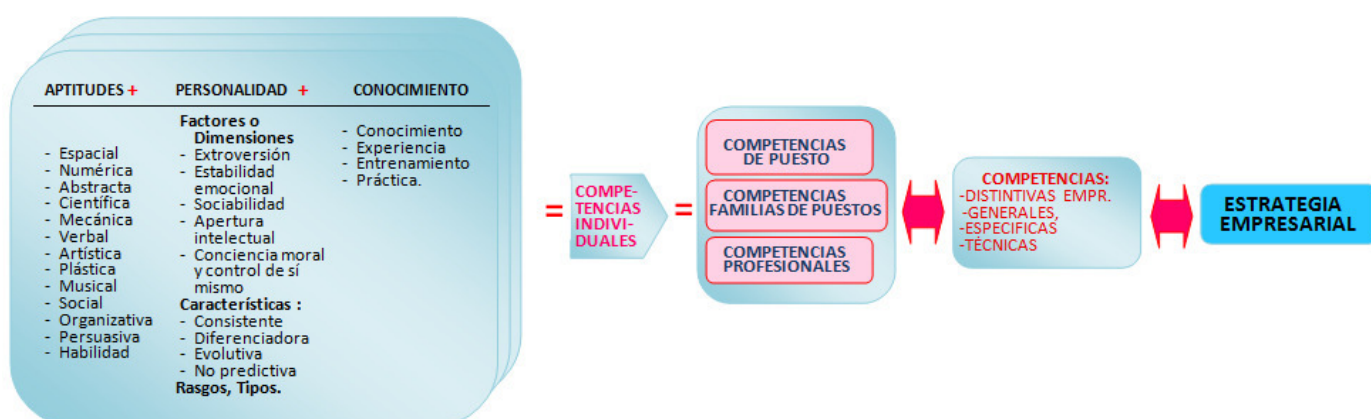 APTITUDES +
- Espacial
- Numérica
- Abstracta
- Científica
- Mecánica
- Verbal
- Artística
- Plástica
- Musical
- Social
- Organizativa
- Persuasiva
- Habilidad
PERSONALIDAD +
Factores o
Dimensiones
- Extroversión
- Estabilidad
emocional
- Sociabilidad
- Apertura
intelectual
- Conciencia moral
y control de sí
mismo
Características :
- Consistente
- Diferenciadora
- Evolutiva
- No predictiva
Rasgos, Tipos.
CONOCIMIENTO
- Conocimiento
- Experiencia
- Entrenamiento
- Práctica.
=
COMPE-
TENCIAS
INDIVI-
DUALES
=
COMPETENCIAS
DE PUESTO
COMPETENCIAS
FAMILIAS DE PUESTOS
COMPETENCIAS
PROFESIONALES
COMPETENCIAS:
-DISTINTIVAS EMPR.
-GENERALES,
-ESPECIFICAS
-TÉCNICAS
ESTRATEGIA
EMPRESARIAL